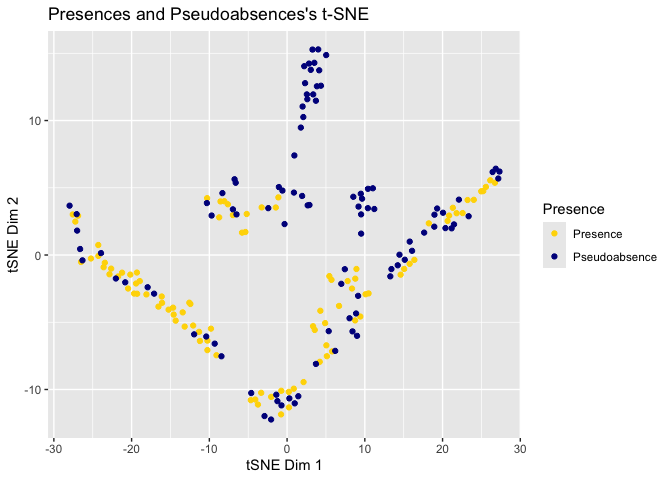 Presences and Pseudoabsences's t-SNE
10
0
-10
tSNE Dim 2
-30 -20 -10 0 10 20 30
tSNE Dim 1
Presence
Presence
Pseudoabsence